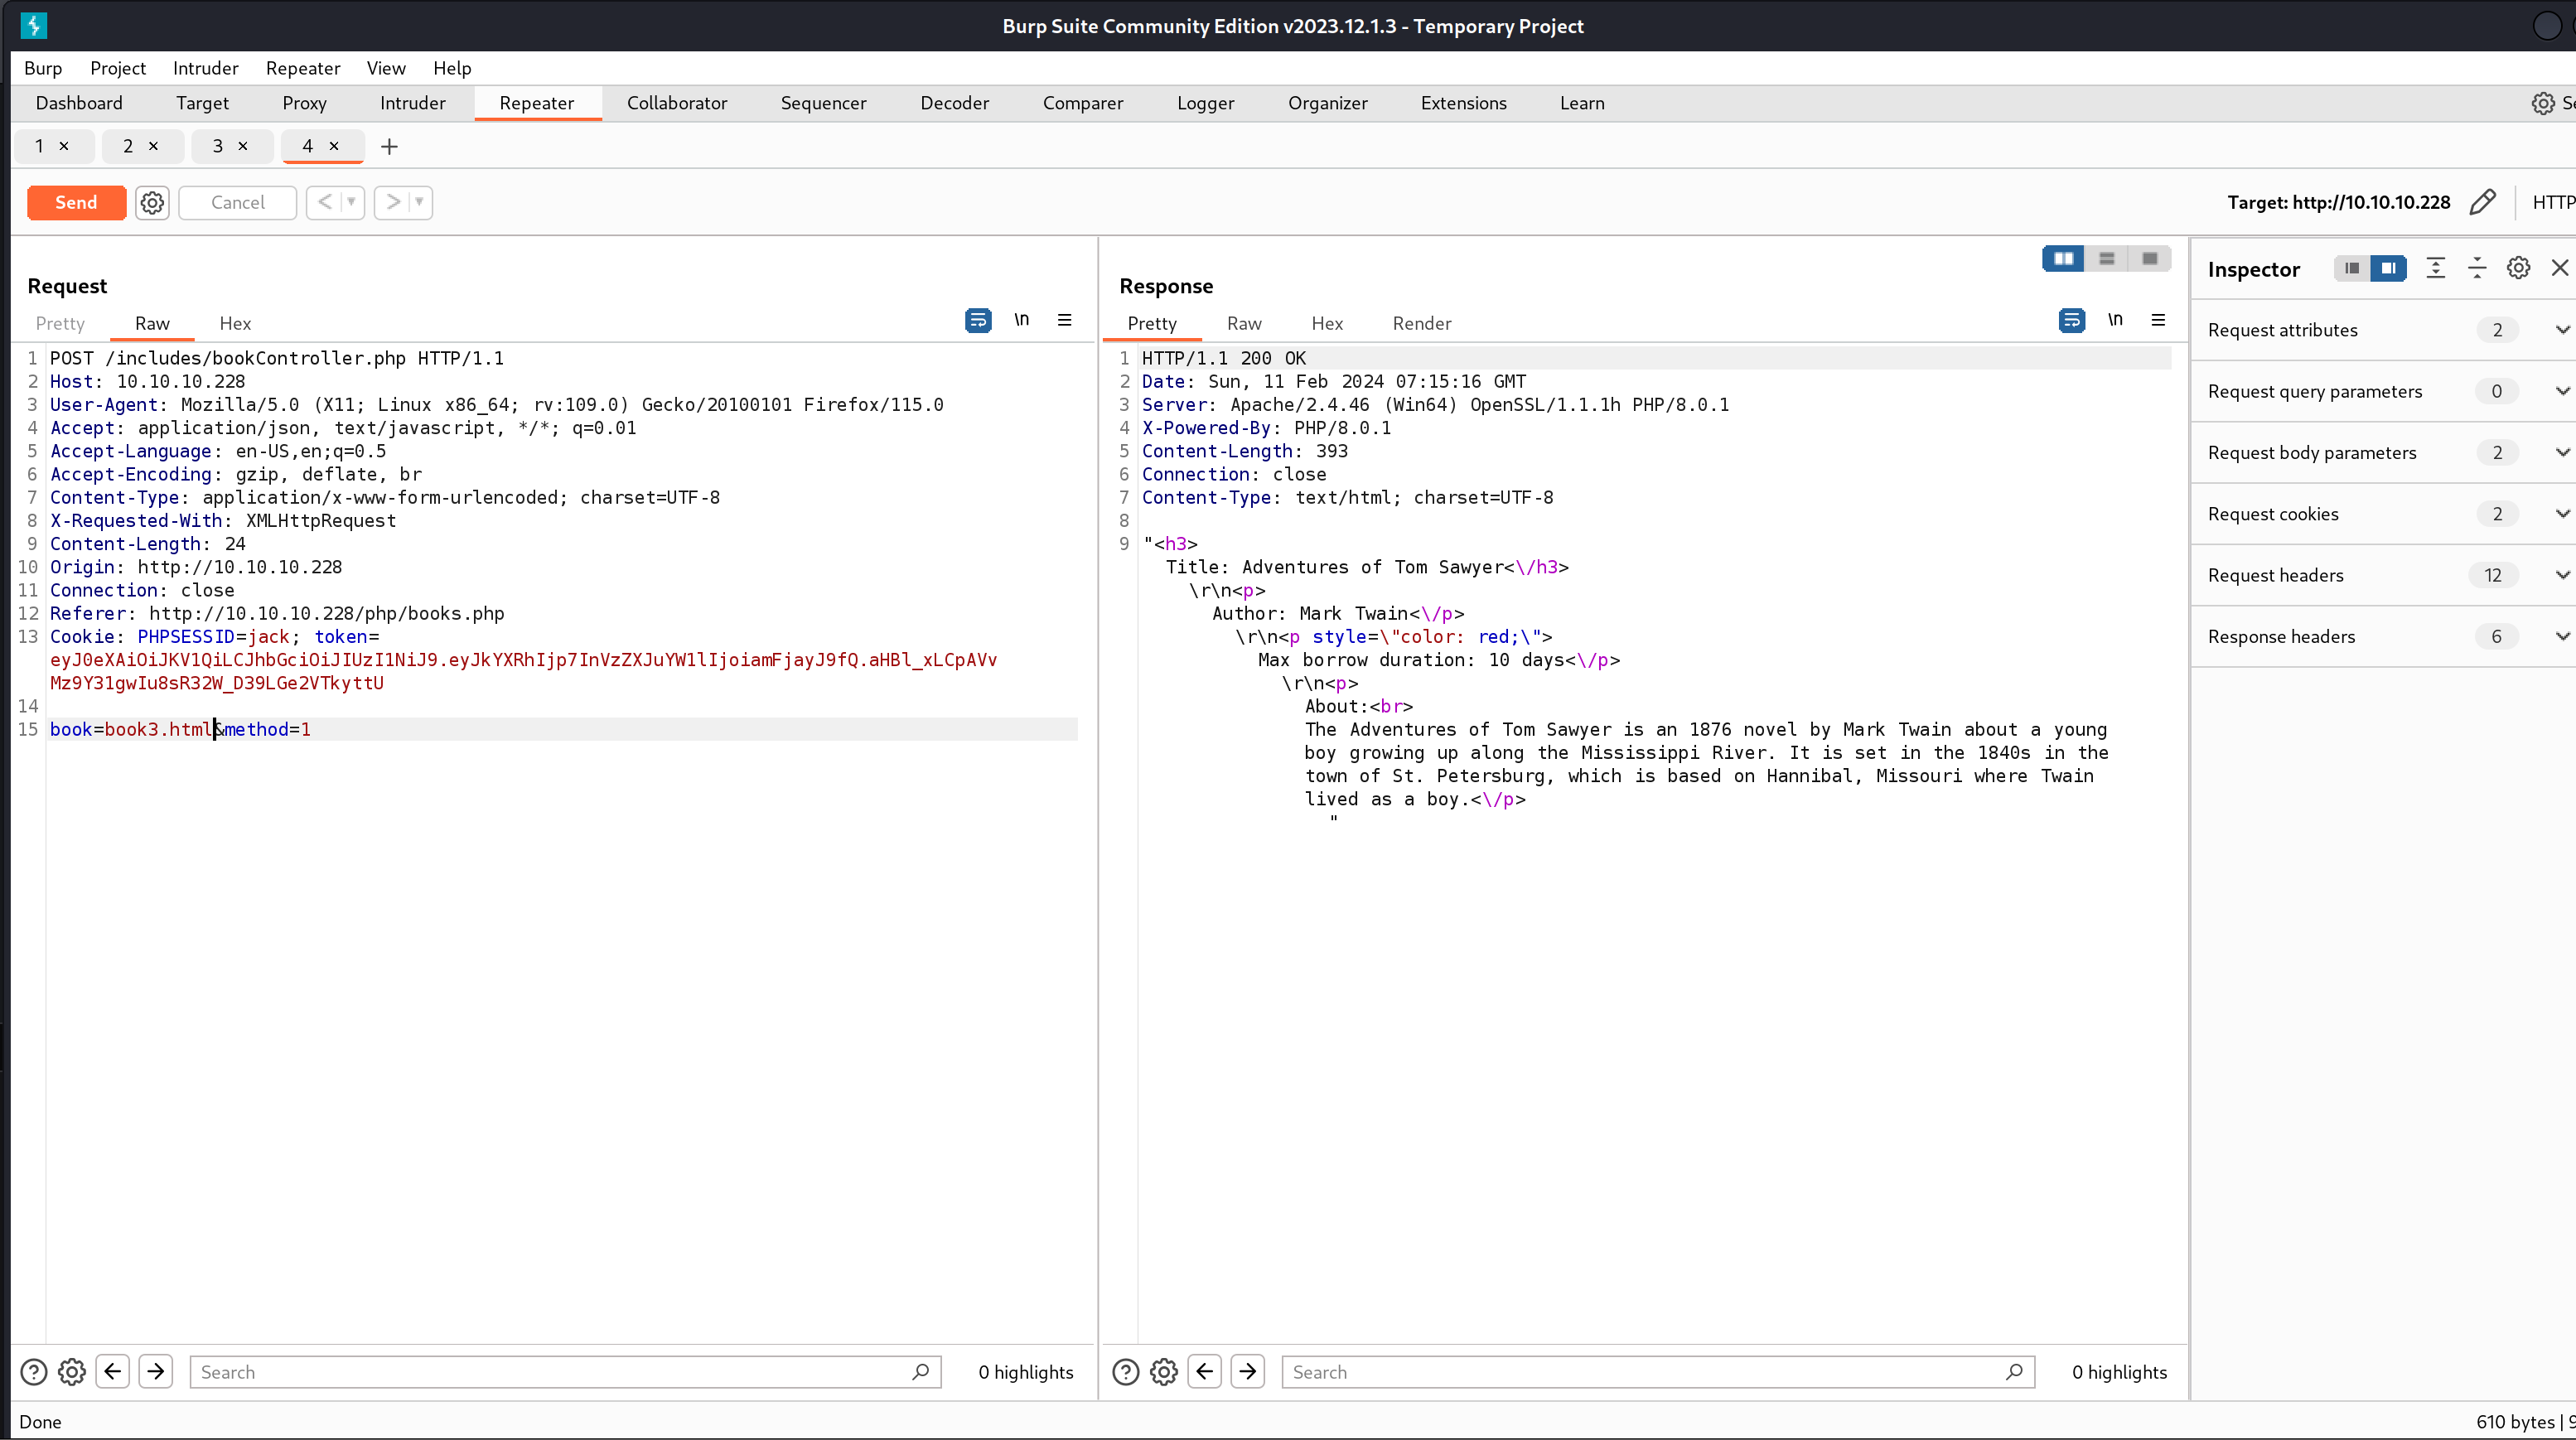 Burp Suite Community Edition v2023.12.1.3 - Temporary Project
Burp Project Intruder Repeater View Help
Dashboard Target Proxy Intruder Repeater Collaborator Sequencer Decoder Comparer Logger Organizer Extensions Learn
1 × 2 × 3 × 4 × +
Send Cancel < > Target: http://10.10.10.228 HTTP
Request
Pretty Raw Hex \n
1 POST /includes/bookController.php HTTP/1.1
2 Host: 10.10.10.228
3 User-Agent: Mozilla/5.0 (X11; Linux x86_64; rv:109.0) Gecko/20100101 Firefox/115.0
4 Accept: application/json, text/javascript, */*; q=0.01
5 Accept-Language: en-US,en;q=0.5
6 Accept-Encoding: gzip, deflate, br
7 Content-Type: application/x-www-form-urlencoded; charset=UTF-8
8 X-Requested-With: XMLHttpRequest
9 Content-Length: 24
10 Origin: http://10.10.10.228
11 Connection: close
12 Referer: http://10.10.10.228/php/books.php
13 Cookie: PHPSESSID=jack; token=
eyJ0eXAiOiJKV1QiLCJhbGciOiJIUzI1NiJ9.eyJkYXRhIjp7InVzZXJuYW1lIjoiamFjayJ9fQ.aHBl_xLCpAVv
Mz9Y31gwIu8sR32W_D39LGe2VTkyttU
14
15 book=book3.html&method=1
Search 0 highlights
Response
Pretty Raw Hex Render \n
1 HTTP/1.1 200 OK
2 Date: Sun, 11 Feb 2024 07:15:16 GMT
3 Server: Apache/2.4.46 (Win64) OpenSSL/1.1.1h PHP/8.0.1
4 X-Powered-By: PHP/8.0.1
5 Content-Length: 393
6 Connection: close
7 Content-Type: text/html; charset=UTF-8
8
9 "<h3>
Title: Adventures of Tom Sawyer<\/h3>
\r\n<p>
Author: Mark Twain<\/p>
\r\n<p style=\"color: red;\">
Max borrow duration: 10 days<\/p>
\r\n<p>
About:<br>
The Adventures of Tom Sawyer is an 1876 novel by Mark Twain about a young
boy growing up along the Mississippi River. It is set in the 1840s in the
town of St. Petersburg, which is based on Hannibal, Missouri where Twain
lived as a boy.<\/p>
"
Search 0 highlights
Inspector
Request attributes 2
Request query parameters 0
Request body parameters 2
Request cookies 2
Request headers 12
Response headers 6
Done 610 bytes |